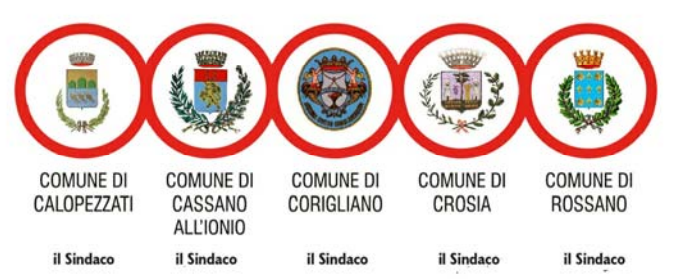 COMUNE DI
CALOPEZZATI
COMUNE DI
CASSANO
ALL'IONIO
COMUNE DI
CORIGLIANO
COMUNE DI
CROSIA
COMUNE DI
ROSSANO
il Sindaco
il Sindaco
il Sindaco
il Sindaco
il Sindaco